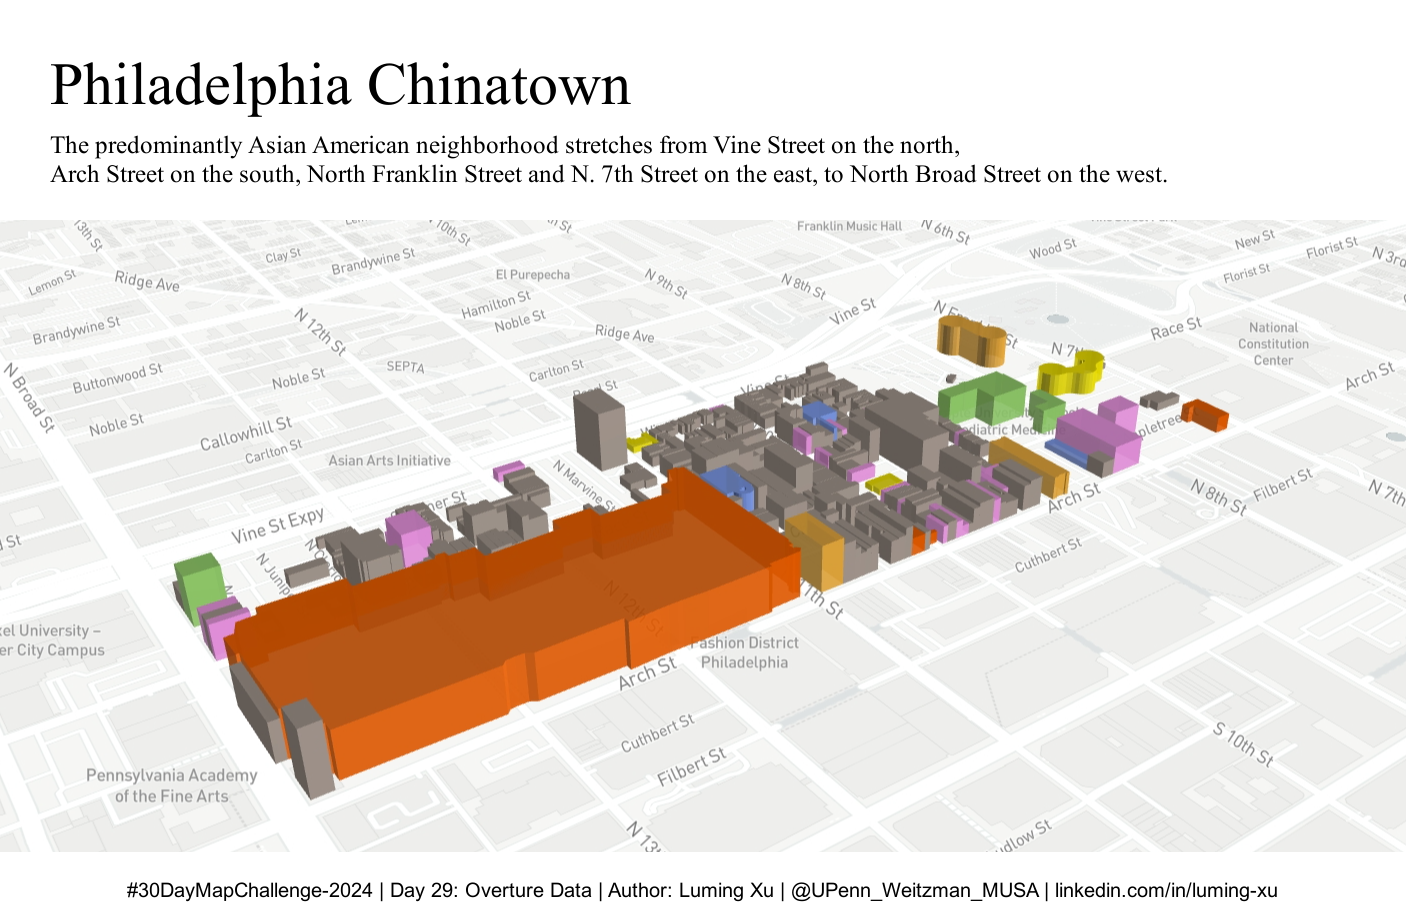 Philadelphia Chinatown
The predominantly Asian American neighborhood stretches from Vine Street on the north,
Arch Street on the south, North Franklin Street and N. 7th Street on the east, to North Broad Street on the west.
13th St
10th St
Franklin Music Hall
N 6th St
Wood St
New St
Florist St
N 3rd
Lemon St
Ridge Ave
Clay St
Brandywine St
El Purepecha
N 9th St
N 8th St
Florist St
Brandywine St
N 12th St
Hamilton St
Noble St
Ridge Ave
Vine St
Race St
National
Constitution
Center
N Broad St
Buttonwood St
Noble St
SEPTA
Carlton St
St
N 7
Arch St
Noble St
Callowhill St
Carlton St
Asian Arts Initiative
N Marvine St
Arch St
N 8th St
Filbert St
N 7th
St
Vine St Expy
N Junip
11th St
Cuthbert St
xel University –
er City Campus
N 12th St
Fashion District
Philadelphia
Arch St
Cuthbert St
Filbert St
S 10th St
Pennsylvania Academy
of the Fine Arts
N 13
dlow St
#30DayMapChallenge-2024 | Day 29: Overture Data | Author: Luming Xu | @UPenn_Weitzman_MUSA | linkedin.com/in/luming-xu